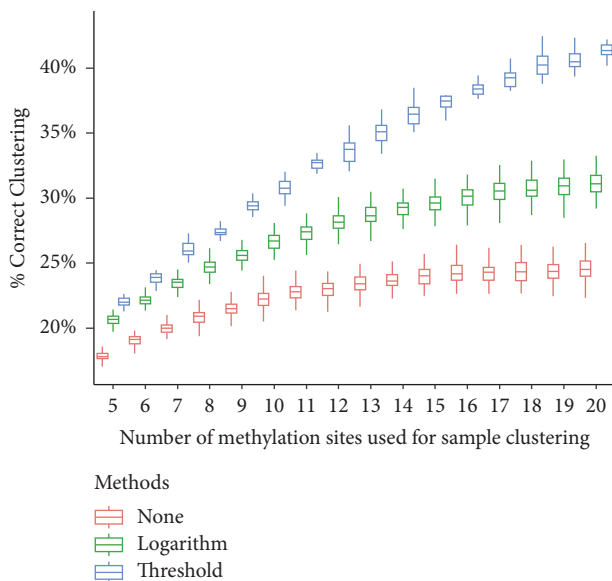 % Correct Clustering
40%
35%
30%
25%
20%
5 6 7 8 9 10 11 12 13 14 15 16 17 18 19 20
Number of methylation sites used for sample clustering
Methods
None
Logarithm
Threshold